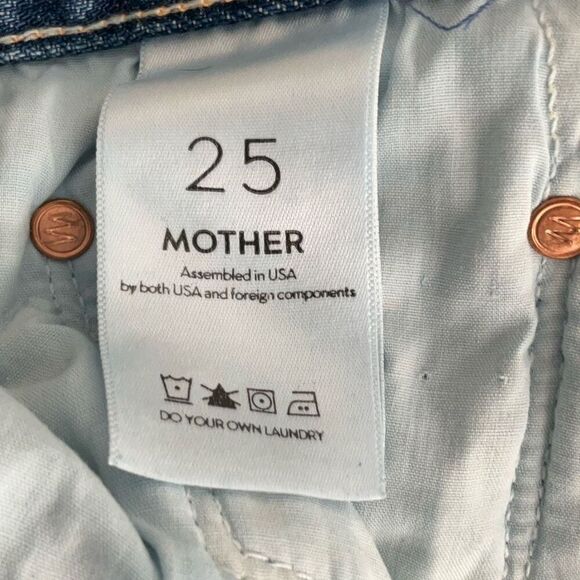 25
MOTHER
Assembled in USA
by both USA and foreign components
DO YOUR OWN LAUNDRY